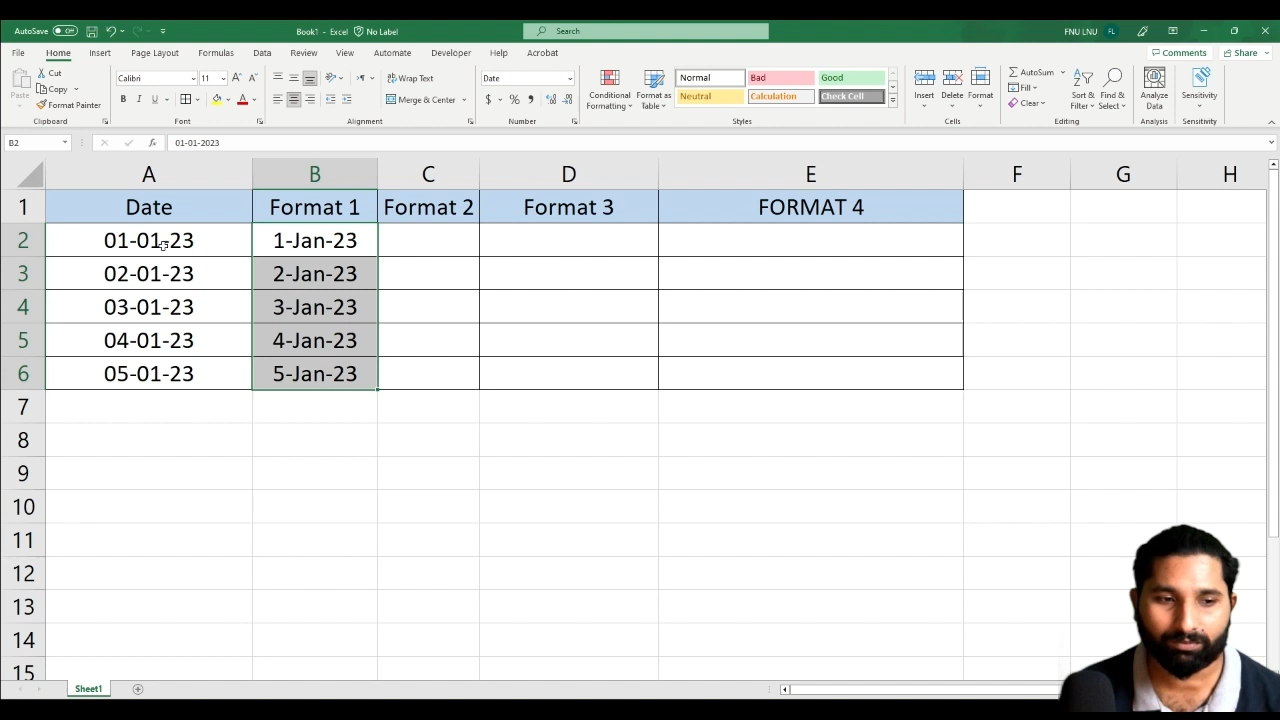 AutoSave Off
Book1 - Excel No Label
Search
FNU LNU FL
File Home Insert Page Layout Formulas Data Review View Automate Developer Help Acrobat
Comments Share
Paste
Cut
Copy
Format Painter
Clipboard
Calibri 11
B I U
Font
Wrap Text
Merge & Center
Alignment
Date
$ %
Number
Conditional Formatting
Format as Table
Normal Bad Good
Neutral Calculation Check Cell
Styles
Insert Delete Format
Cells
AutoSum
Fill
Clear
Sort & Filter
Find & Select
Editing
Analyze Data
Analysis
Sensitivity
Sensitivity
B2 fx 01-01-2023
A B C D E F G H
1 Date Format 1 Format 2 Format 3 FORMAT 4
2 01-01-23 1-Jan-23
3 02-01-23 2-Jan-23
4 03-01-23 3-Jan-23
5 04-01-23 4-Jan-23
6 05-01-23 5-Jan-23
7
8
9
10
11
12
13
14
15
Sheet1